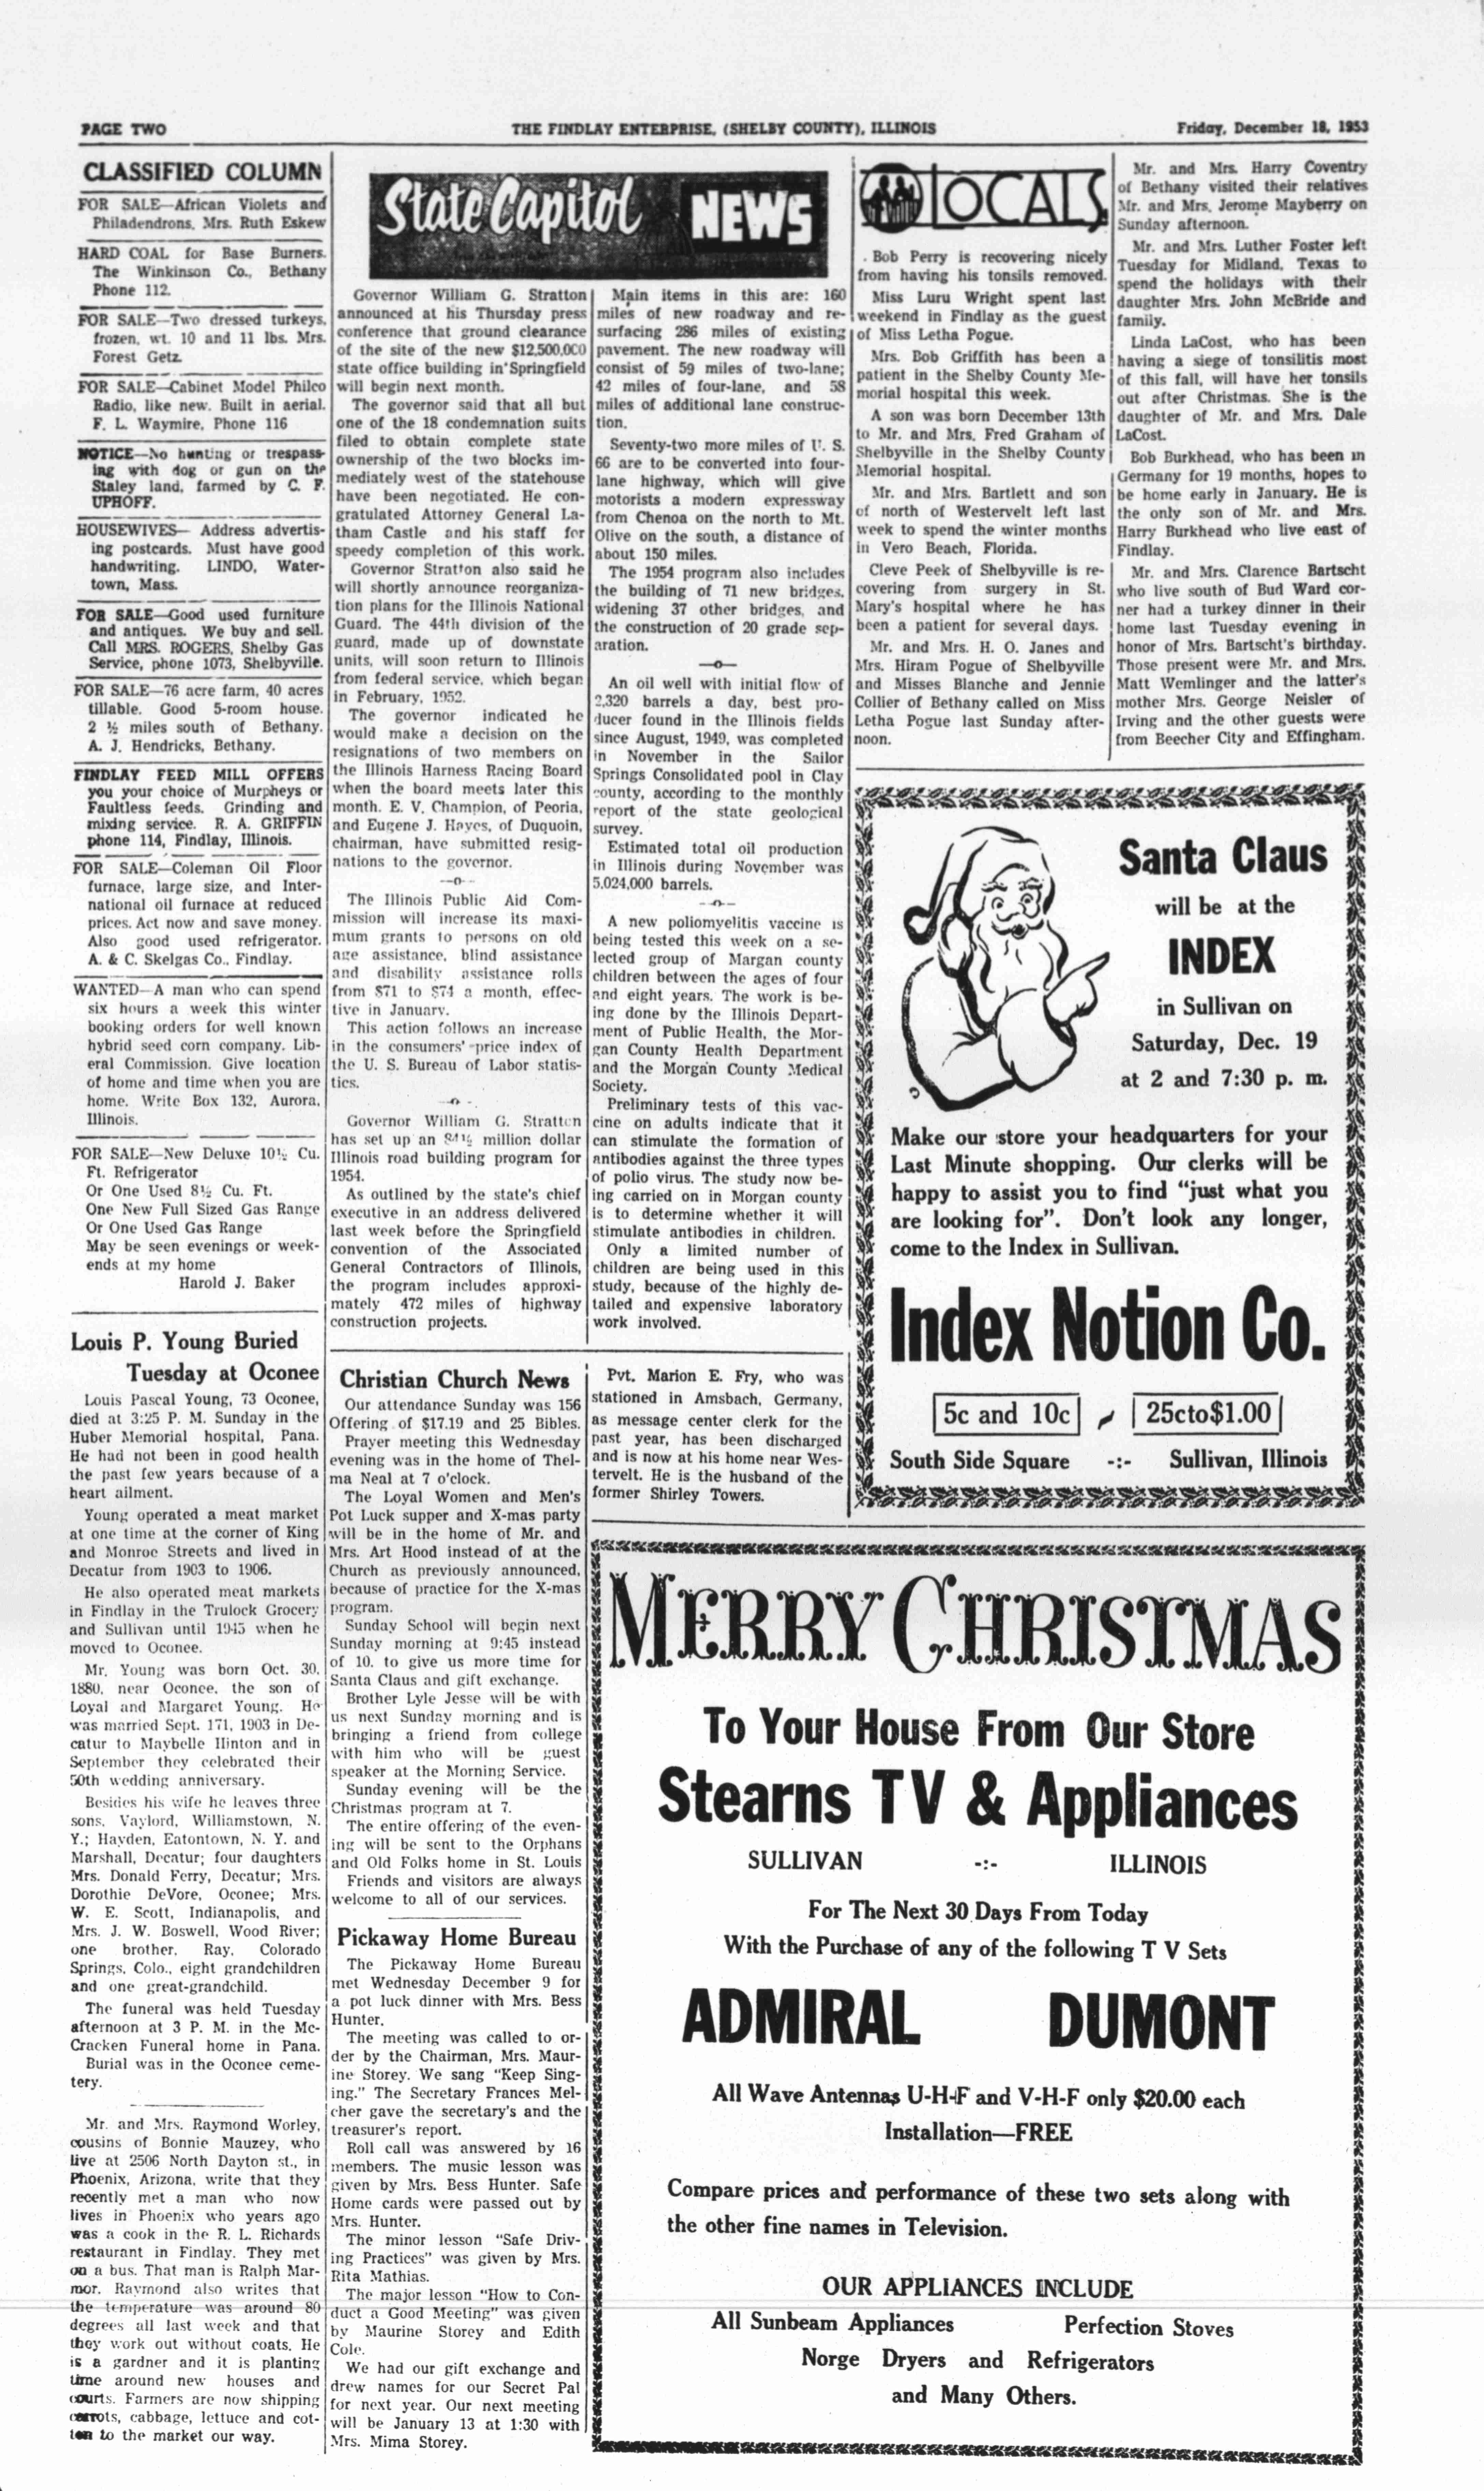 PAGE TWO
THE FINDLAY ENTERPRISE, (SHELBY COUNTY), ILLINOIS
Friday, December 18, 1953
CLASSIFIED COLUMN
FOR SALE—African Violets and
Philadendrons. Mrs. Ruth Eskew
HARD COAL for Base Burners.
The Winkinson Co., Bethany
Phone 112.
FOR SALE—Two dressed turkeys,
frozen, wt. 10 and 11 lbs. Mrs.
Forest Getz.
FOR SALE—Cabinet Model Philco
Radio, like new. Built in aerial.
F. L. Waymire, Phone 116
NOTICE—No hunting or trespass-
ing with dog or gun on the
Staley land, farmed by C. F.
UPHOFF.
HOUSEWIVES— Address advertis-
ing postcards. Must have good
handwriting. LINDO, Water-
town, Mass.
FOR SALE—Good used furniture
and antiques. We buy and sell.
Call MRS. ROGERS, Shelby Gas
Service, phone 1073, Shelbyville.
FOR SALE—76 acre farm, 40 acres
tillable. Good 5-room house.
2 ½ miles south of Bethany.
A. J. Hendricks, Bethany.
FINDLAY FEED MILL OFFERS
you your choice of Murpheys or
Faultless feeds. Grinding and
mixing service. R. A. GRIFFIN
phone 114, Findlay, Illinois.
FOR SALE—Coleman Oil Floor
furnace, large size, and Inter-
national oil furnace at reduced
prices. Act now and save money.
Also good used refrigerator.
A. & C. Skelgas Co., Findlay.
WANTED—A man who can spend
six hours a week this winter
booking orders for well known
hybrid seed corn company. Lib-
eral Commission. Give location
of home and time when you are
home. Write Box 132, Aurora,
Illinois.
FOR SALE—New Deluxe 10½ Cu.
Ft. Refrigerator
Or One Used 8½ Cu. Ft.
One New Full Sized Gas Range
Or One Used Gas Range
May be seen evenings or week-
ends at my home
Harold J. Baker
Louis P. Young Buried
Tuesday at Oconee
Louis Pascal Young, 73 Oconee,
died at 3:25 P. M. Sunday in the
Huber Memorial hospital, Pana.
He had not been in good health
the past few years because of a
heart ailment.
Young operated a meat market
at one time at the corner of King
and Monroe Streets and lived in
Decatur from 1903 to 1906.
He also operated meat markets
in Findlay in the Trulock Grocery
and Sullivan until 1945 when he
moved to Oconee.
Mr. Young was born Oct. 30,
1880, near Oconee, the son of
Loyal and Margaret Young. He
was married Sept. 171, 1903 in De-
catur to Maybelle Hinton and in
September they celebrated their
50th wedding anniversary.
Besides his wife he leaves three
sons, Vaylord, Williamstown, N.
Y.; Hayden, Eatontown, N. Y. and
Marshall, Decatur; four daughters
Mrs. Donald Ferry, Decatur; Mrs.
Dorothie DeVore, Oconee; Mrs.
W. E. Scott, Indianapolis, and
Mrs. J. W. Boswell, Wood River;
one brother, Ray, Colorado
Springs, Colo., eight grandchildren
and one great-grandchild.
The funeral was held Tuesday
afternoon at 3 P. M. in the Mc-
Cracken Funeral home in Pana.
Burial was in the Oconee ceme-
tery.
Mr. and Mrs. Raymond Worley,
cousins of Bonnie Mauzey, who
live at 2506 North Dayton st., in
Phoenix, Arizona, write that they
recently met a man who now
lives in Phoenix who years ago
was a cook in the R. L. Richards
restaurant in Findlay. They met
on a bus. That man is Ralph Mar-
mor. Raymond also writes that
the temperature was around 80
degrees all last week and that
they work out without coats. He
is a gardner and it is planting
time around new houses and
courts. Farmers are now shipping
carrots, cabbage, lettuce and cot-
ton to the market our way.
State Capitol NEWS
Governor William G. Stratton
announced at his Thursday press
conference that ground clearance
of the site of the new $12,500,000
state office building in Springfield
will begin next month.
The governor said that all but
one of the 18 condemnation suits
filed to obtain complete state
ownership of the two blocks im-
mediately west of the statehouse
have been negotiated. He con-
gratulated Attorney General La-
tham Castle and his staff for
speedy completion of this work.
Governor Stratton also said he
will shortly announce reorganiza-
tion plans for the Illinois National
Guard. The 44th division of the
guard, made up of downstate
units, will soon return to Illinois
from federal service, which began
in February, 1952.
The governor indicated he
would make a decision on the
resignations of two members on
the Illinois Harness Racing Board
when the board meets later this
month. E. V. Champion, of Peoria,
and Eugene J. Hayes, of Duquoin,
chairman, have submitted resig-
nations to the governor.
—o—
The Illinois Public Aid Com-
mission will increase its maxi-
mum grants to persons on old
age assistance, blind assistance
and disability assistance rolls
from $71 to $74 a month, effec-
tive in January.
This action follows an increase
in the consumers' price index of
the U. S. Bureau of Labor statis-
tics.
—o—
Governor William G. Stratton
has set up an $41½ million dollar
Illinois road building program for
1954.
As outlined by the state's chief
executive in an address delivered
last week before the Springfield
convention of the Associated
General Contractors of Illinois,
the program includes approxi-
mately 472 miles of highway
construction projects.
Main items in this are: 160
miles of new roadway and re-
surfacing 286 miles of existing
pavement. The new roadway will
consist of 59 miles of two-lane;
42 miles of four-lane, and 58
miles of additional lane construc-
tion.
Seventy-two more miles of U. S.
66 are to be converted into four-
lane highway, which will give
motorists a modern expressway
from Chenoa on the north to Mt.
Olive on the south, a distance of
about 150 miles.
The 1954 program also includes
the building of 71 new bridges,
widening 37 other bridges, and
the construction of 20 grade sep-
aration.
—o—
An oil well with initial flow of
2,320 barrels a day, best pro-
ducer found in the Illinois fields
since August, 1949, was completed
in November in the Sailor
Springs Consolidated pool in Clay
county, according to the monthly
report of the state geological
survey.
Estimated total oil production
in Illinois during November was
5,024,000 barrels.
—o—
A new poliomyelitis vaccine is
being tested this week on a se-
lected group of Margan county
children between the ages of four
and eight years. The work is be-
ing done by the Illinois Depart-
ment of Public Health, the Mor-
gan County Health Department
and the Morgan County Medical
Society.
Preliminary tests of this vac-
cine on adults indicate that it
can stimulate the formation of
antibodies against the three types
of polio virus. The study now be-
ing carried on in Morgan county
is to determine whether it will
stimulate antibodies in children.
Only a limited number of
children are being used in this
study, because of the highly de-
tailed and expensive laboratory
work involved.
Christian Church News
Our attendance Sunday was 156
Offering of $17.19 and 25 Bibles.
Prayer meeting this Wednesday
evening was in the home of Thel-
ma Neal at 7 o'clock.
The Loyal Women and Men's
Pot Luck supper and X-mas party
will be in the home of Mr. and
Mrs. Art Hood instead of at the
Church as previously announced,
because of practice for the X-mas
program.
Sunday School will begin next
Sunday morning at 9:45 instead
of 10. to give us more time for
Santa Claus and gift exchange.
Brother Lyle Jesse will be with
us next Sunday morning and is
bringing a friend from college
with him who will be guest
speaker at the Morning Service.
Sunday evening will be the
Christmas program at 7.
The entire offering of the even-
ing will be sent to the Orphans
and Old Folks home in St. Louis
Friends and visitors are always
welcome to all of our services.
Pickaway Home Bureau
The Pickaway Home Bureau
met Wednesday December 9 for
a pot luck dinner with Mrs. Bess
Hunter.
The meeting was called to or-
der by the Chairman, Mrs. Maur-
ine Storey. We sang "Keep Sing-
ing." The Secretary Frances Mel-
cher gave the secretary's and the
treasurer's report.
Roll call was answered by 16
members. The music lesson was
given by Mrs. Bess Hunter. Safe
Home cards were passed out by
Mrs. Hunter.
The minor lesson "Safe Driv-
ing Practices" was given by Mrs.
Rita Mathias.
The major lesson "How to Con-
duct a Good Meeting" was given
by Maurine Storey and Edith
Cole.
We had our gift exchange and
drew names for our Secret Pal
for next year. Our next meeting
will be January 13 at 1:30 with
Mrs. Mima Storey.
Pvt. Marion E. Fry, who was
stationed in Amsbach, Germany,
as message center clerk for the
past year, has been discharged
and is now at his home near Wes-
tervelt. He is the husband of the
former Shirley Towers.
LOCALS
Bob Perry is recovering nicely
from having his tonsils removed.
Miss Luru Wright spent last
weekend in Findlay as the guest
of Miss Letha Pogue.
Mrs. Bob Griffith has been a
patient in the Shelby County Me-
morial hospital this week.
A son was born December 13th
to Mr. and Mrs. Fred Graham of
Shelbyville in the Shelby County
Memorial hospital.
Mr. and Mrs. Bartlett and son
of north of Westervelt left last
week to spend the winter months
in Vero Beach, Florida.
Cleve Peek of Shelbyville is re-
covering from surgery in St.
Mary's hospital where he has
been a patient for several days.
Mr. and Mrs. H. O. Janes and
Mrs. Hiram Pogue of Shelbyville
and Misses Blanche and Jennie
Collier of Bethany called on Miss
Letha Pogue last Sunday after-
noon.
Mr. and Mrs. Harry Coventry
of Bethany visited their relatives
Mr. and Mrs. Jerome Mayberry on
Sunday afternoon.
Mr. and Mrs. Luther Foster left
Tuesday for Midland, Texas to
spend the holidays with their
daughter Mrs. John McBride and
family.
Linda LaCost, who has been
having a siege of tonsilitis most
of this fall, will have her tonsils
out after Christmas. She is the
daughter of Mr. and Mrs. Dale
LaCost.
Bob Burkhead, who has been in
Germany for 19 months, hopes to
be home early in January. He is
the only son of Mr. and Mrs.
Harry Burkhead who live east of
Findlay.
Mr. and Mrs. Clarence Bartscht
who live south of Bud Ward cor-
ner had a turkey dinner in their
home last Tuesday evening in
honor of Mrs. Bartscht's birthday.
Those present were Mr. and Mrs.
Matt Wemlinger and the latter's
mother Mrs. George Neisler of
Irving and the other guests were
from Beecher City and Effingham.
Santa Claus
will be at the
INDEX
in Sullivan on
Saturday, Dec. 19
at 2 and 7:30 p. m.
Make our store your headquarters for your
Last Minute shopping. Our clerks will be
happy to assist you to find "just what you
are looking for". Don't look any longer,
come to the Index in Sullivan.
Index Notion Co.
5c and 10c - 25cto$1.00
South Side Square -:- Sullivan, Illinois
MERRY CHRISTMAS
To Your House From Our Store
Stearns TV & Appliances
SULLIVAN -:- ILLINOIS
For The Next 30 Days From Today
With the Purchase of any of the following T V Sets
ADMIRAL DUMONT
All Wave Antennas U-H-F and V-H-F only $20.00 each
Installation—FREE
Compare prices and performance of these two sets along with
the other fine names in Television.
OUR APPLIANCES INCLUDE
All Sunbeam Appliances Perfection Stoves
Norge Dryers and Refrigerators
and Many Others.